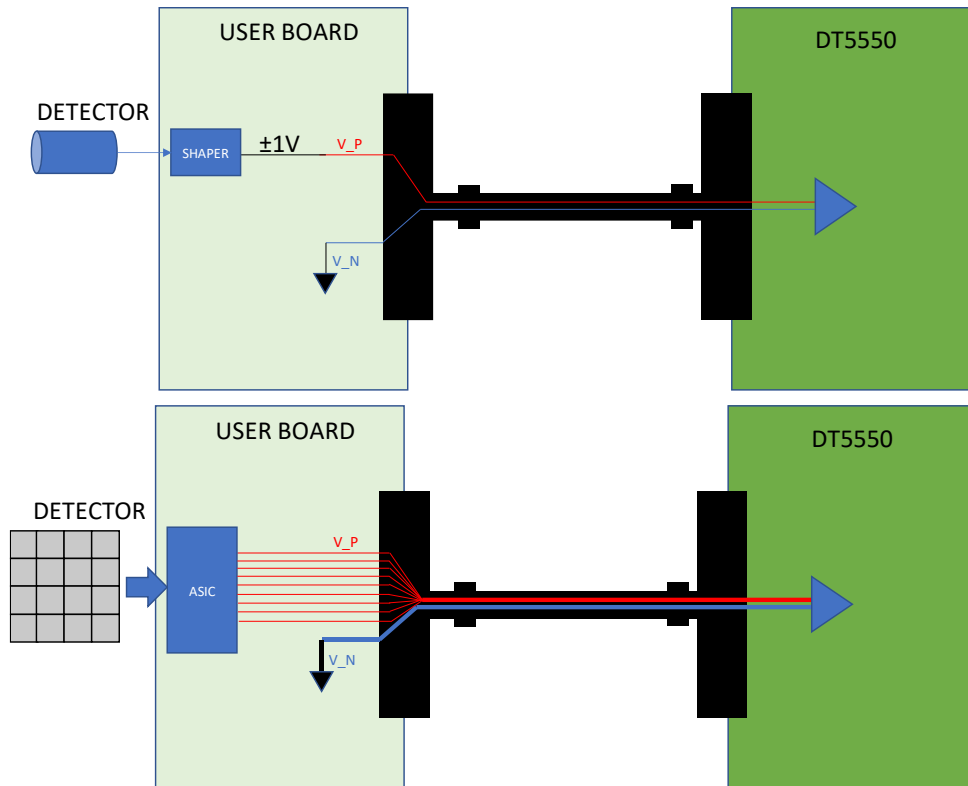 USER BOARD
DT5550
DETECTOR
SHAPER
±1V
V_P
V_N
USER BOARD
DT5550
DETECTOR
V_P
ASIC
V_N